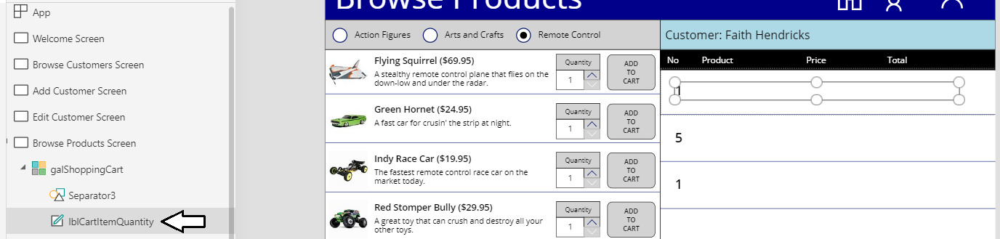 App
Welcome Screen
Browse Customers Screen
Add Customer Screen
Edit Customer Screen
Browse Products Screen
galShoppingCart
Separator3
lblCartItemQuantity
Browse Products
Action Figures
Arts and Crafts
Remote Control
Flying Squirrel ($69.95)
A stealthy remote control plane that flies on the
down-low and under the radar.
Quantity
1
ADD
TO
CART
Green Hornet ($24.95)
A fast car for crusin' the strip at night.
Quantity
1
ADD
TO
CART
Indy Race Car ($19.95)
The fastest remote control race car on the
market today.
Quantity
1
ADD
TO
CART
Red Stomper Bully ($29.95)
A great toy that can crush and destroy all your
other toys.
Quantity
1
ADD
TO
CART
Customer: Faith Hendricks
No Product Price Total
1
5
1